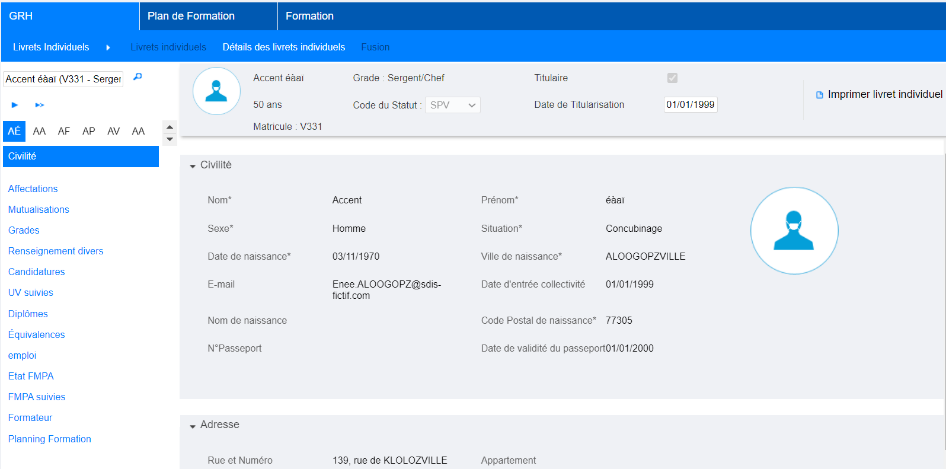 GRH Plan de Formation Formation
Livrets Individuels Livrets individuels Détails des livrets individuels Fusion
Accent éàaï (V331 - Serger
AÉ AA AF AP AV AA
Civilité
Affectations
Mutualisations
Grades
Renseignement divers
Candidatures
UV suivies
Diplômes
Équivalences
emploi
Etat FMPA
FMPA suivies
Formateur
Planning Formation
Accent éàaï Grade : Sergent/Chef Titulaire
50 ans Code du Statut : SPV Date de Titularisation 01/01/1999
Matricule : V331
Imprimer livret individuel
Civilité
Nom* Accent Prénom* éàaï
Sexe* Homme Situation* Concubinage
Date de naissance* 03/11/1970 Ville de naissance* ALOOGOPZVILLE
E-mail Enee.ALOOGOPZ@sdis- Date d'entrée collectivité 01/01/1999
fictif.com
Nom de naissance Code Postal de naissance* 77305
N°Passeport Date de validité du passeport 01/01/2000
Adresse
Rue et Numéro 139, rue de KLOLOZVILLE Appartement